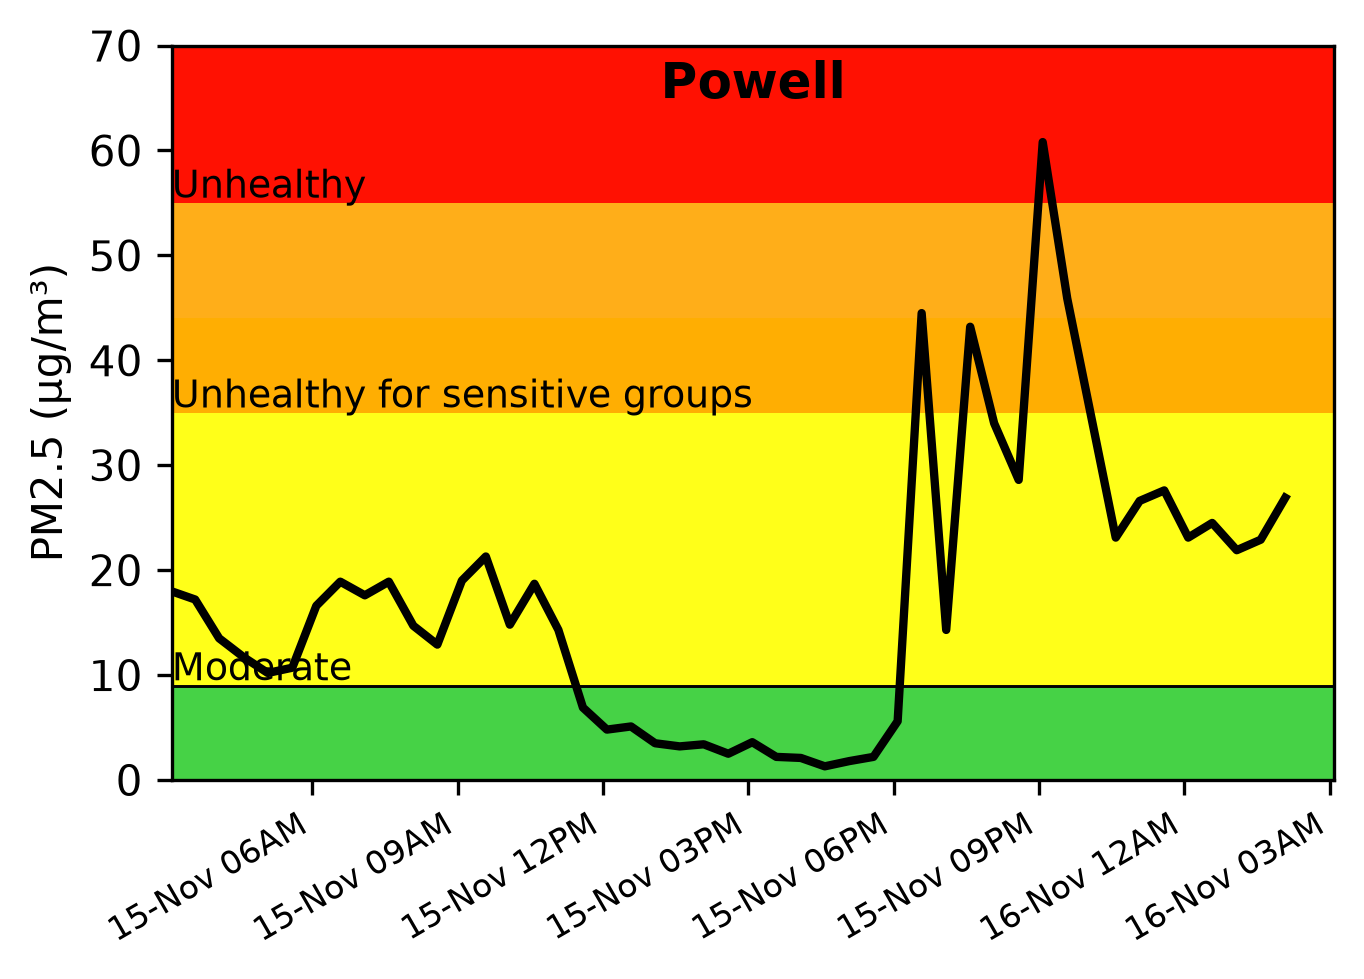 Powell
70
60
Unhealthy
50
40
Unhealthy for sensitive groups
30
20
Moderate
10
0
PM2.5 (µg/m³)
15-Nov 06AM
15-Nov 09AM
15-Nov 12PM
15-Nov 03PM
15-Nov 06PM
15-Nov 09PM
16-Nov 12AM
16-Nov 03AM